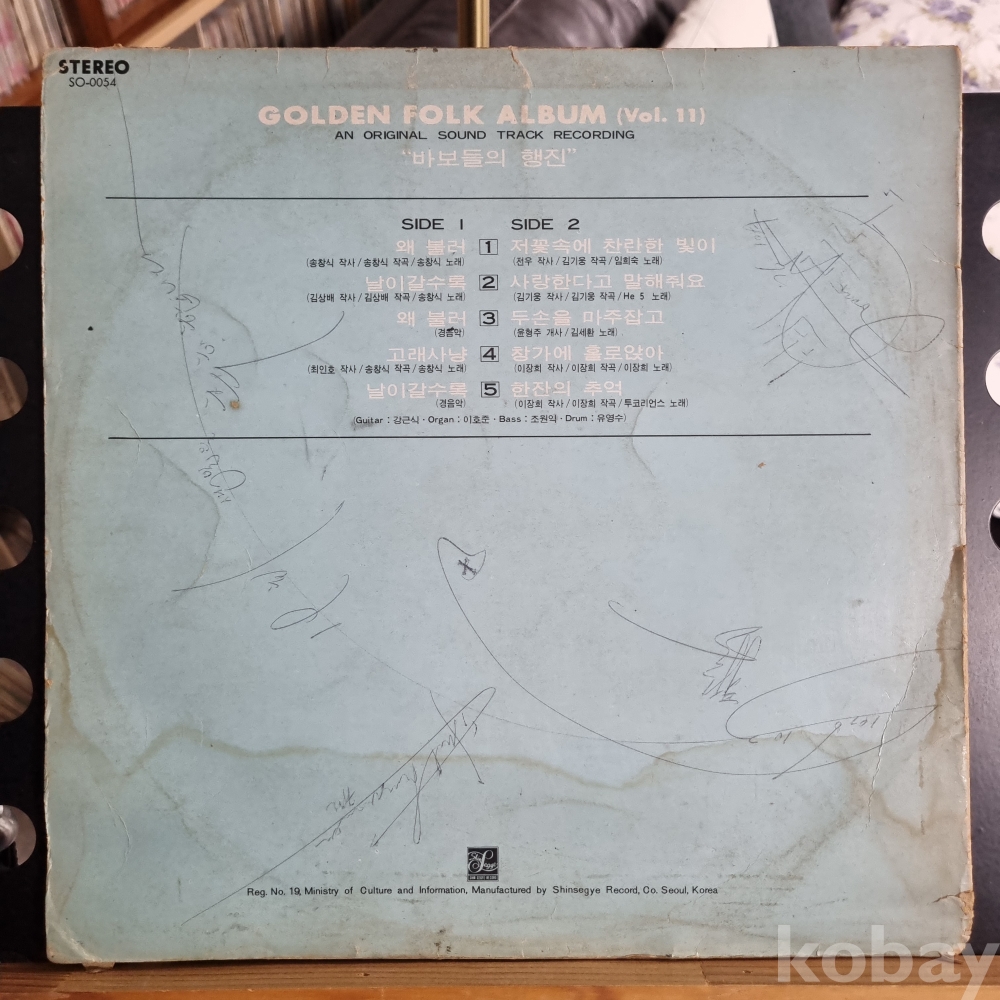 STEREO
SO-0054
GOLDEN FOLK ALBUM (Vol. 11)
AN ORIGINAL SOUND TRACK RECORDING
"바보들의 행진"
SIDE 1 SIDE 2
왜 불러 1 저꽃속에 찬란한 빛이
(송창식 작사/송창식 작곡/송창식 노래) (전우 작사/김기웅 작곡/임희숙 노래)
날이갈수록 2 사랑한다고 말해줘요
(김상배 작사/김상배 작곡/송창식 노래) (김기웅 작사/김기웅 작곡/He 5 노래)
왜 불러 3 두손을 마주잡고
(경음악) (윤형주 개사/김세환 노래)
고래사냥 4 창가에 홀로앉아
(최인호 작사/송창식 작곡/송창식 노래) (이장희 작사/이장희 작곡/이장희 노래)
날이갈수록 5 한잔의 추억
(경음악) (이장희 작사/이장희 작곡/투코리언스 노래)
(Guitar : 강근식 · Organ : 이호준 · Bass : 조원익 · Drum : 유영수)
Segye
Reg. No. 19, Ministry of Culture and Information, Manufactured by Shinsegye Record, Co. Seoul, Korea
kobay